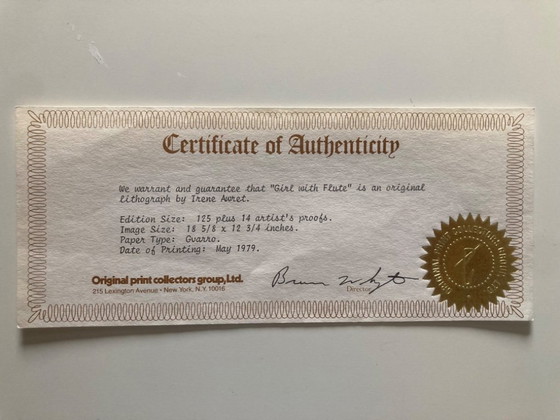 Certificate of Authenticity
We warrant and guarantee that "Girl with Flute" is an original
lithograph by Irene Awret.
Edition Size: 125 plus 14 artist's proofs.
Image Size: 18 5/8 x 12 3/4 inches.
Paper Type: Guarro.
Date of Printing: May 1979.
Original print collectors group, Ltd.
215 Lexington Avenue • New York, N.Y. 10016
Director